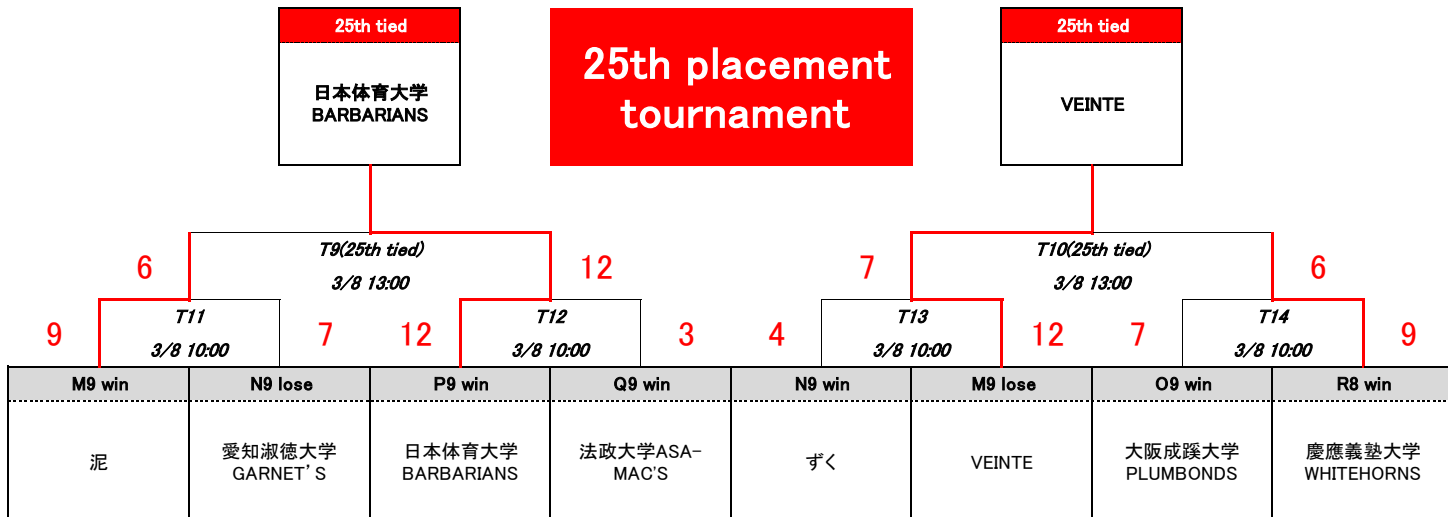 25th tied
25th placement
tournament
25th tied
日本体育大学
BARBARIANS
VEINTE
T9(25th tied)
T10(25th tied)
6
12
7
6
3/8 13:00
3/8 13:00
T11
T12
T13
T14
9
7
12
3
4
12
7
9
3/8 10:00
3/8 10:00
3/8 10:00
3/8 10:00
M9 win
N9 lose
P9 win
Q9 win
N9 win
M9 lose
O9 win
R8 win
泥
愛知淑徳大学
GARNET'S
日本体育大学
BARBARIANS
法政大学ASA-
MAC'S
ずく
VEINTE
大阪成蹊大学
PLUMBONDS
慶應義塾大学
WHITEHORNS